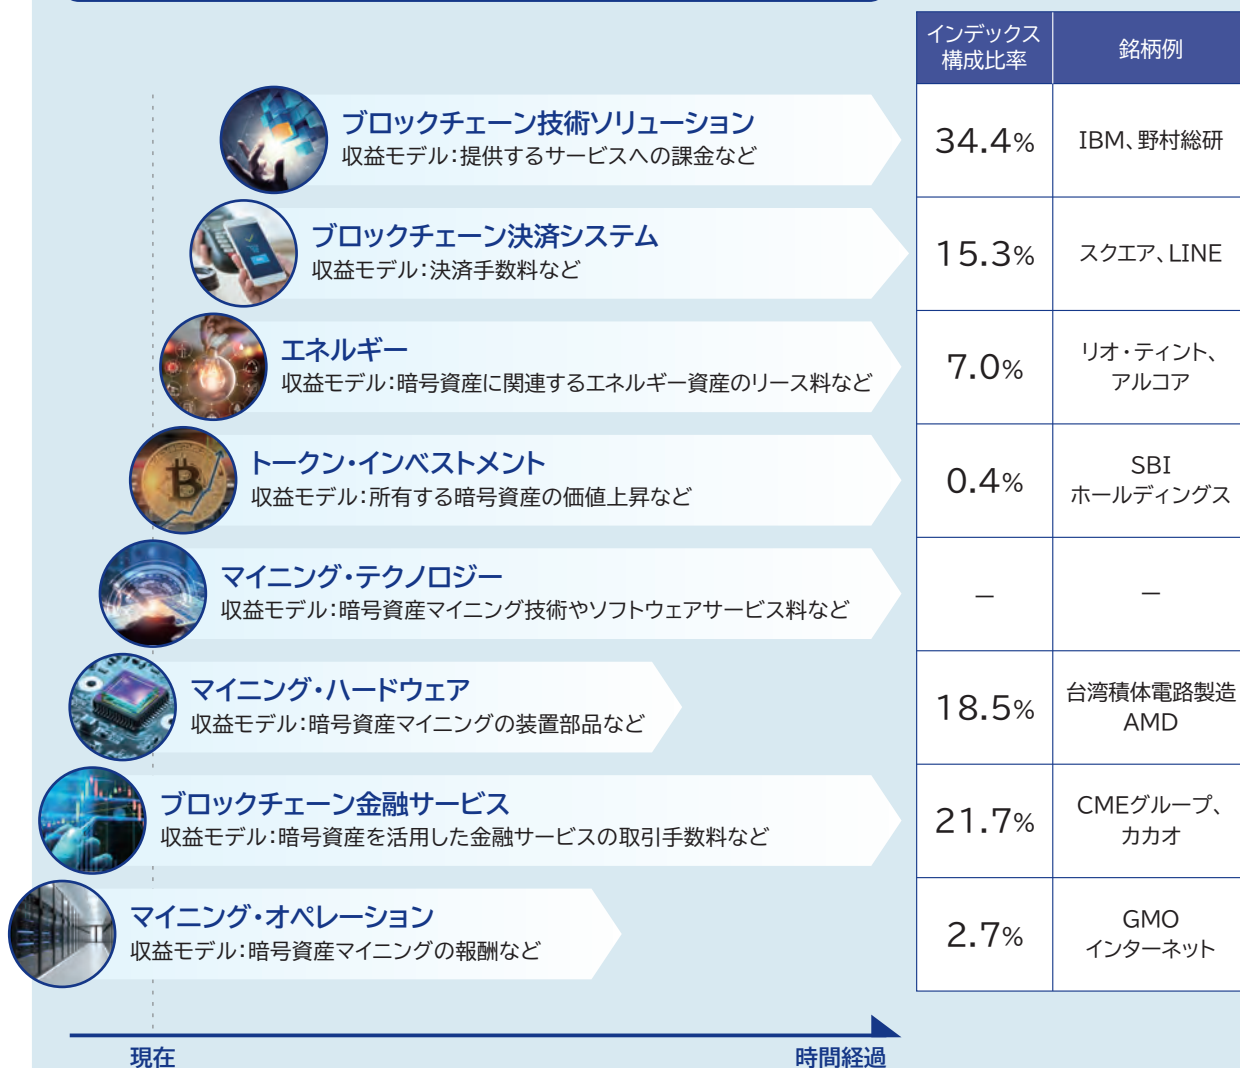 インデックス
構成比率
銘柄例
ブロックチェーン技術ソリューション
収益モデル：提供するサービスへの課金など
34.4%
IBM、野村総研
ブロックチェーン決済システム
収益モデル：決済手数料など
15.3%
スクエア、LINE
エネルギー
収益モデル：暗号資産に関連するエネルギー資産のリース料など
7.0%
リオ・ティント、
アルコア
トークン・インベストメント
収益モデル：所有する暗号資産の価値上昇など
0.4%
SBI
ホールディングス
マイニング・テクノロジー
収益モデル：暗号資産マイニング技術やソフトウェアサービス料など
－
－
マイニング・ハードウェア
収益モデル：暗号資産マイニングの装置部品など
18.5%
台湾積体電路製造
AMD
ブロックチェーン金融サービス
収益モデル：暗号資産を活用した金融サービスの取引手数料など
21.7%
CMEグループ、
カカオ
マイニング・オペレーション
収益モデル：暗号資産マイニングの報酬など
2.7%
GMO
インターネット
現在
時間経過